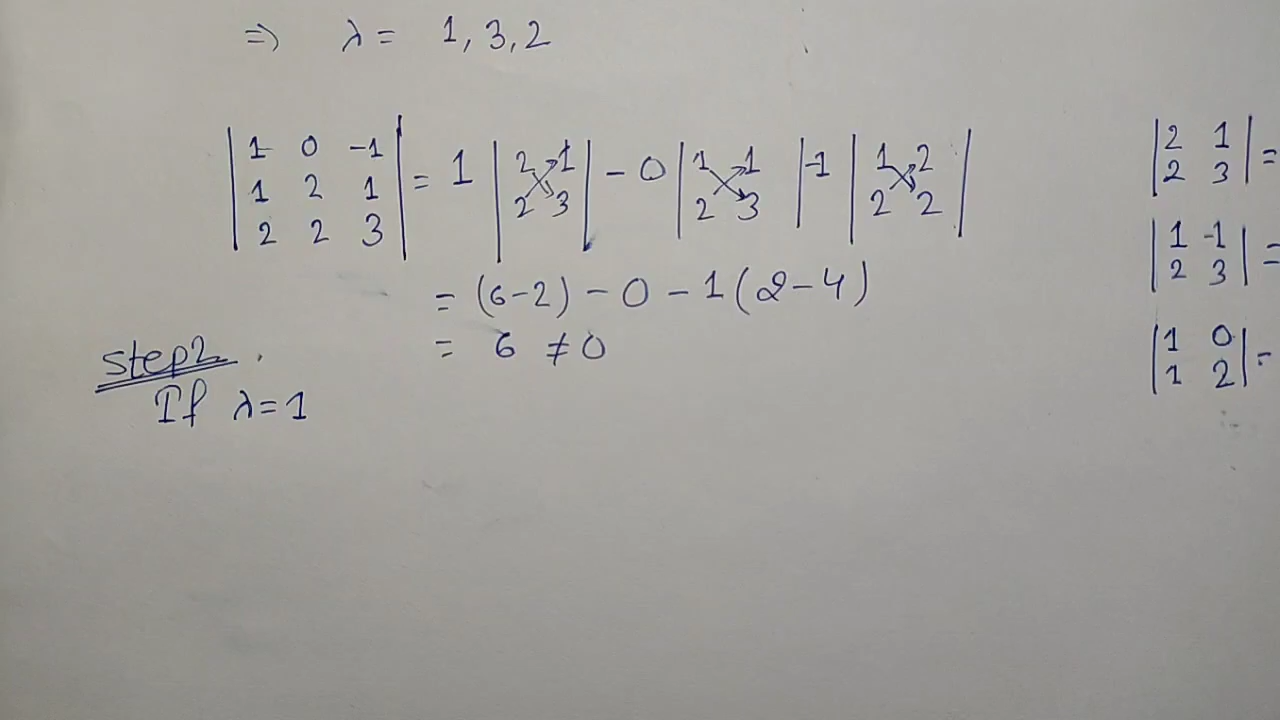 ⇒ λ = 1, 3, 2
| 1 0 -1 | = 1 | 2 1 | - 0 | 1 1 | -1 | 1 2 |
| 1 2 1 | | 2 3 | | 2 3 | | 2 2 |
| 2 2 3 |
= (6-2) - 0 - 1 (2-4)
= 6 ≠ 0
Step 2
If λ = 1
| 2 1 | =
| 2 3 |
| 1 -1 | =
| 2 3 |
| 1 0 | =
| 1 2 |